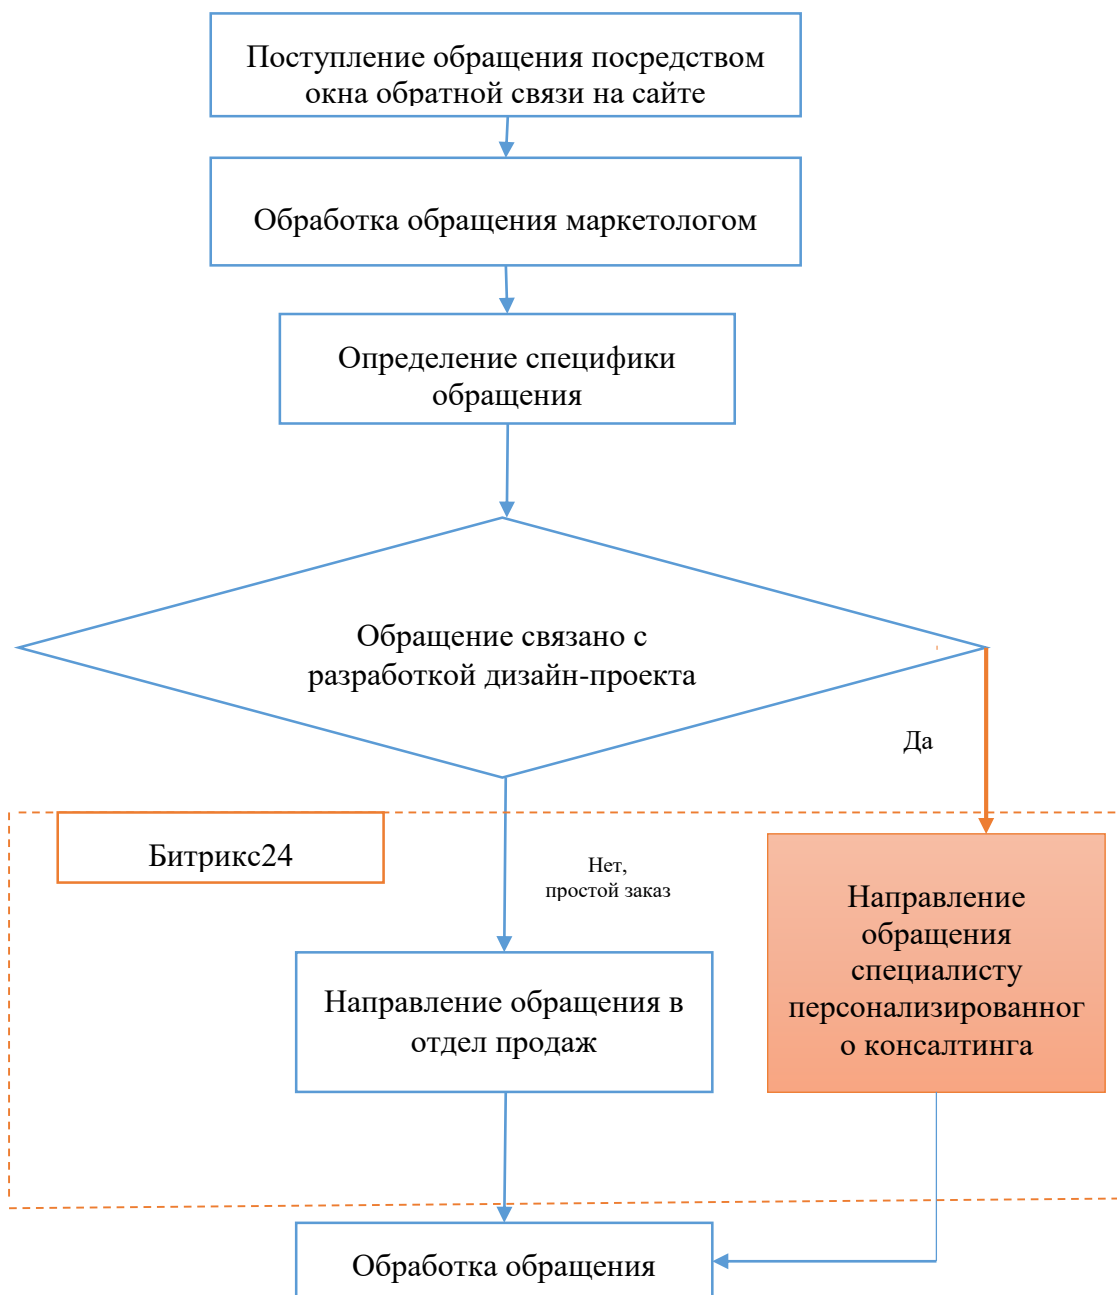 Поступление обращения посредством
окна обратной связи на сайте
Обработка обращения маркетологом
Определение специфики
обращения
Обращение связано с
разработкой дизайн-проекта
Да
Битрикс24
Нет,
простой заказ
Направление
обращения
специалисту
персонализированног
о консалтинга
Направление обращения в
отдел продаж
Обработка обращения